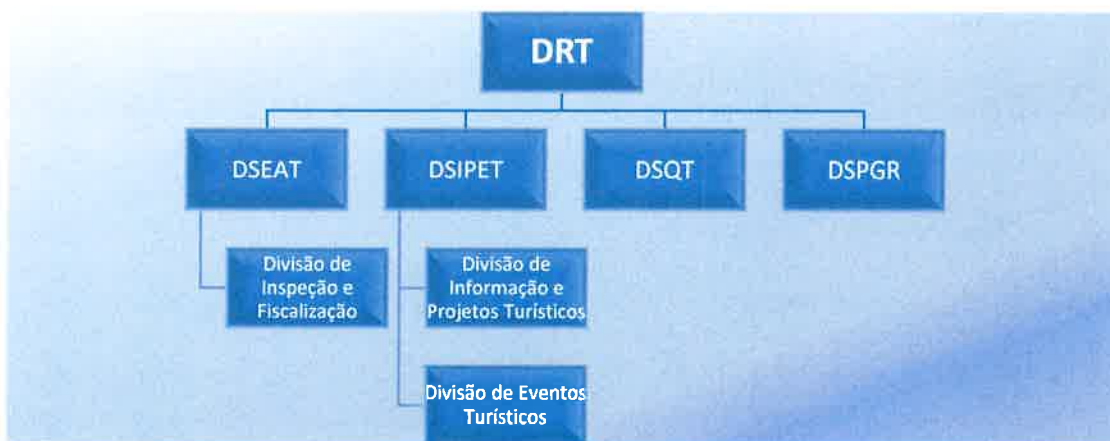 DRT
DSEAT
DSIPET
DSQT
DSPGR
Divisão de
Inspeção e
Fiscalização
Divisão de
Informação e
Projetos Turísticos
Divisão de Eventos
Turísticos